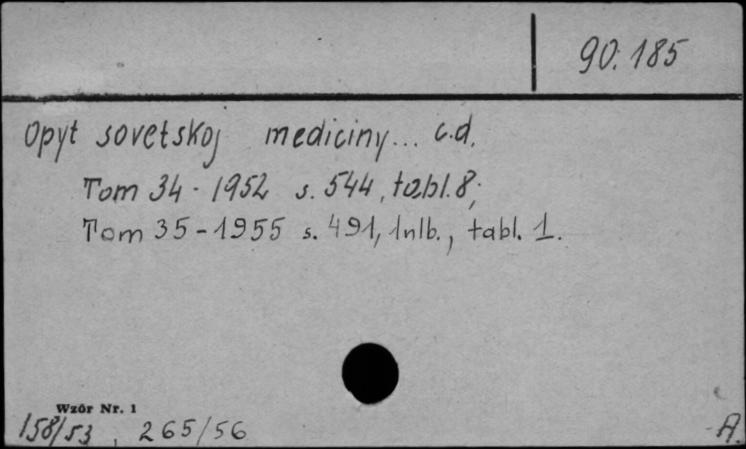 90.185
Opyt sovetskoj mediciny... c.d.
Tom 34 - 1952 s. 544, tabl. 8;
Tom 35 - 1955 s. 491, 1nlb., tabl. 1.
Wzór Nr. 1
158/53, 265/56
A.